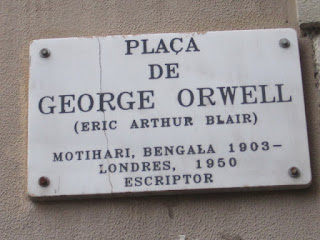 PLAÇA
DE
GEORGE ORWELL
(ERIC ARTHUR BLAIR)
MOTIHARI, BENGALA 1903-
LONDRES, 1950
ESCRIPTOR